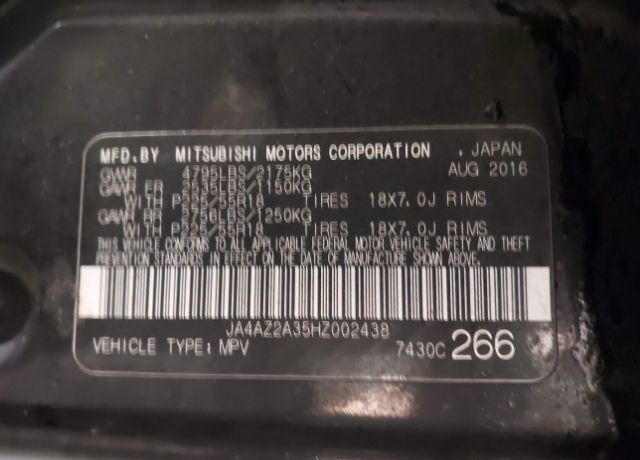 MFD.BY MITSUBISHI MOTORS CORPORATION , JAPAN
GVWR 4795LBS/2175KG AUG 2016
GAWR FR 2535LBS/1150KG
WITH P225/55R18 TIRES 18X7.0J RIMS
GAWR RR 2756LBS/1250KG
WITH P225/55R18 TIRES 18X7.0J RIMS
THIS VEHICLE CONFORMS TO ALL APPLICABLE FEDERAL MOTOR VEHICLE SAFETY AND THEFT
PREVENTION STANDARDS IN EFFECT ON THE DATE OF MANUFACTURE SHOWN ABOVE.
JA4AZ2A35HZ002438
VEHICLE TYPE: MPV 7430C 266